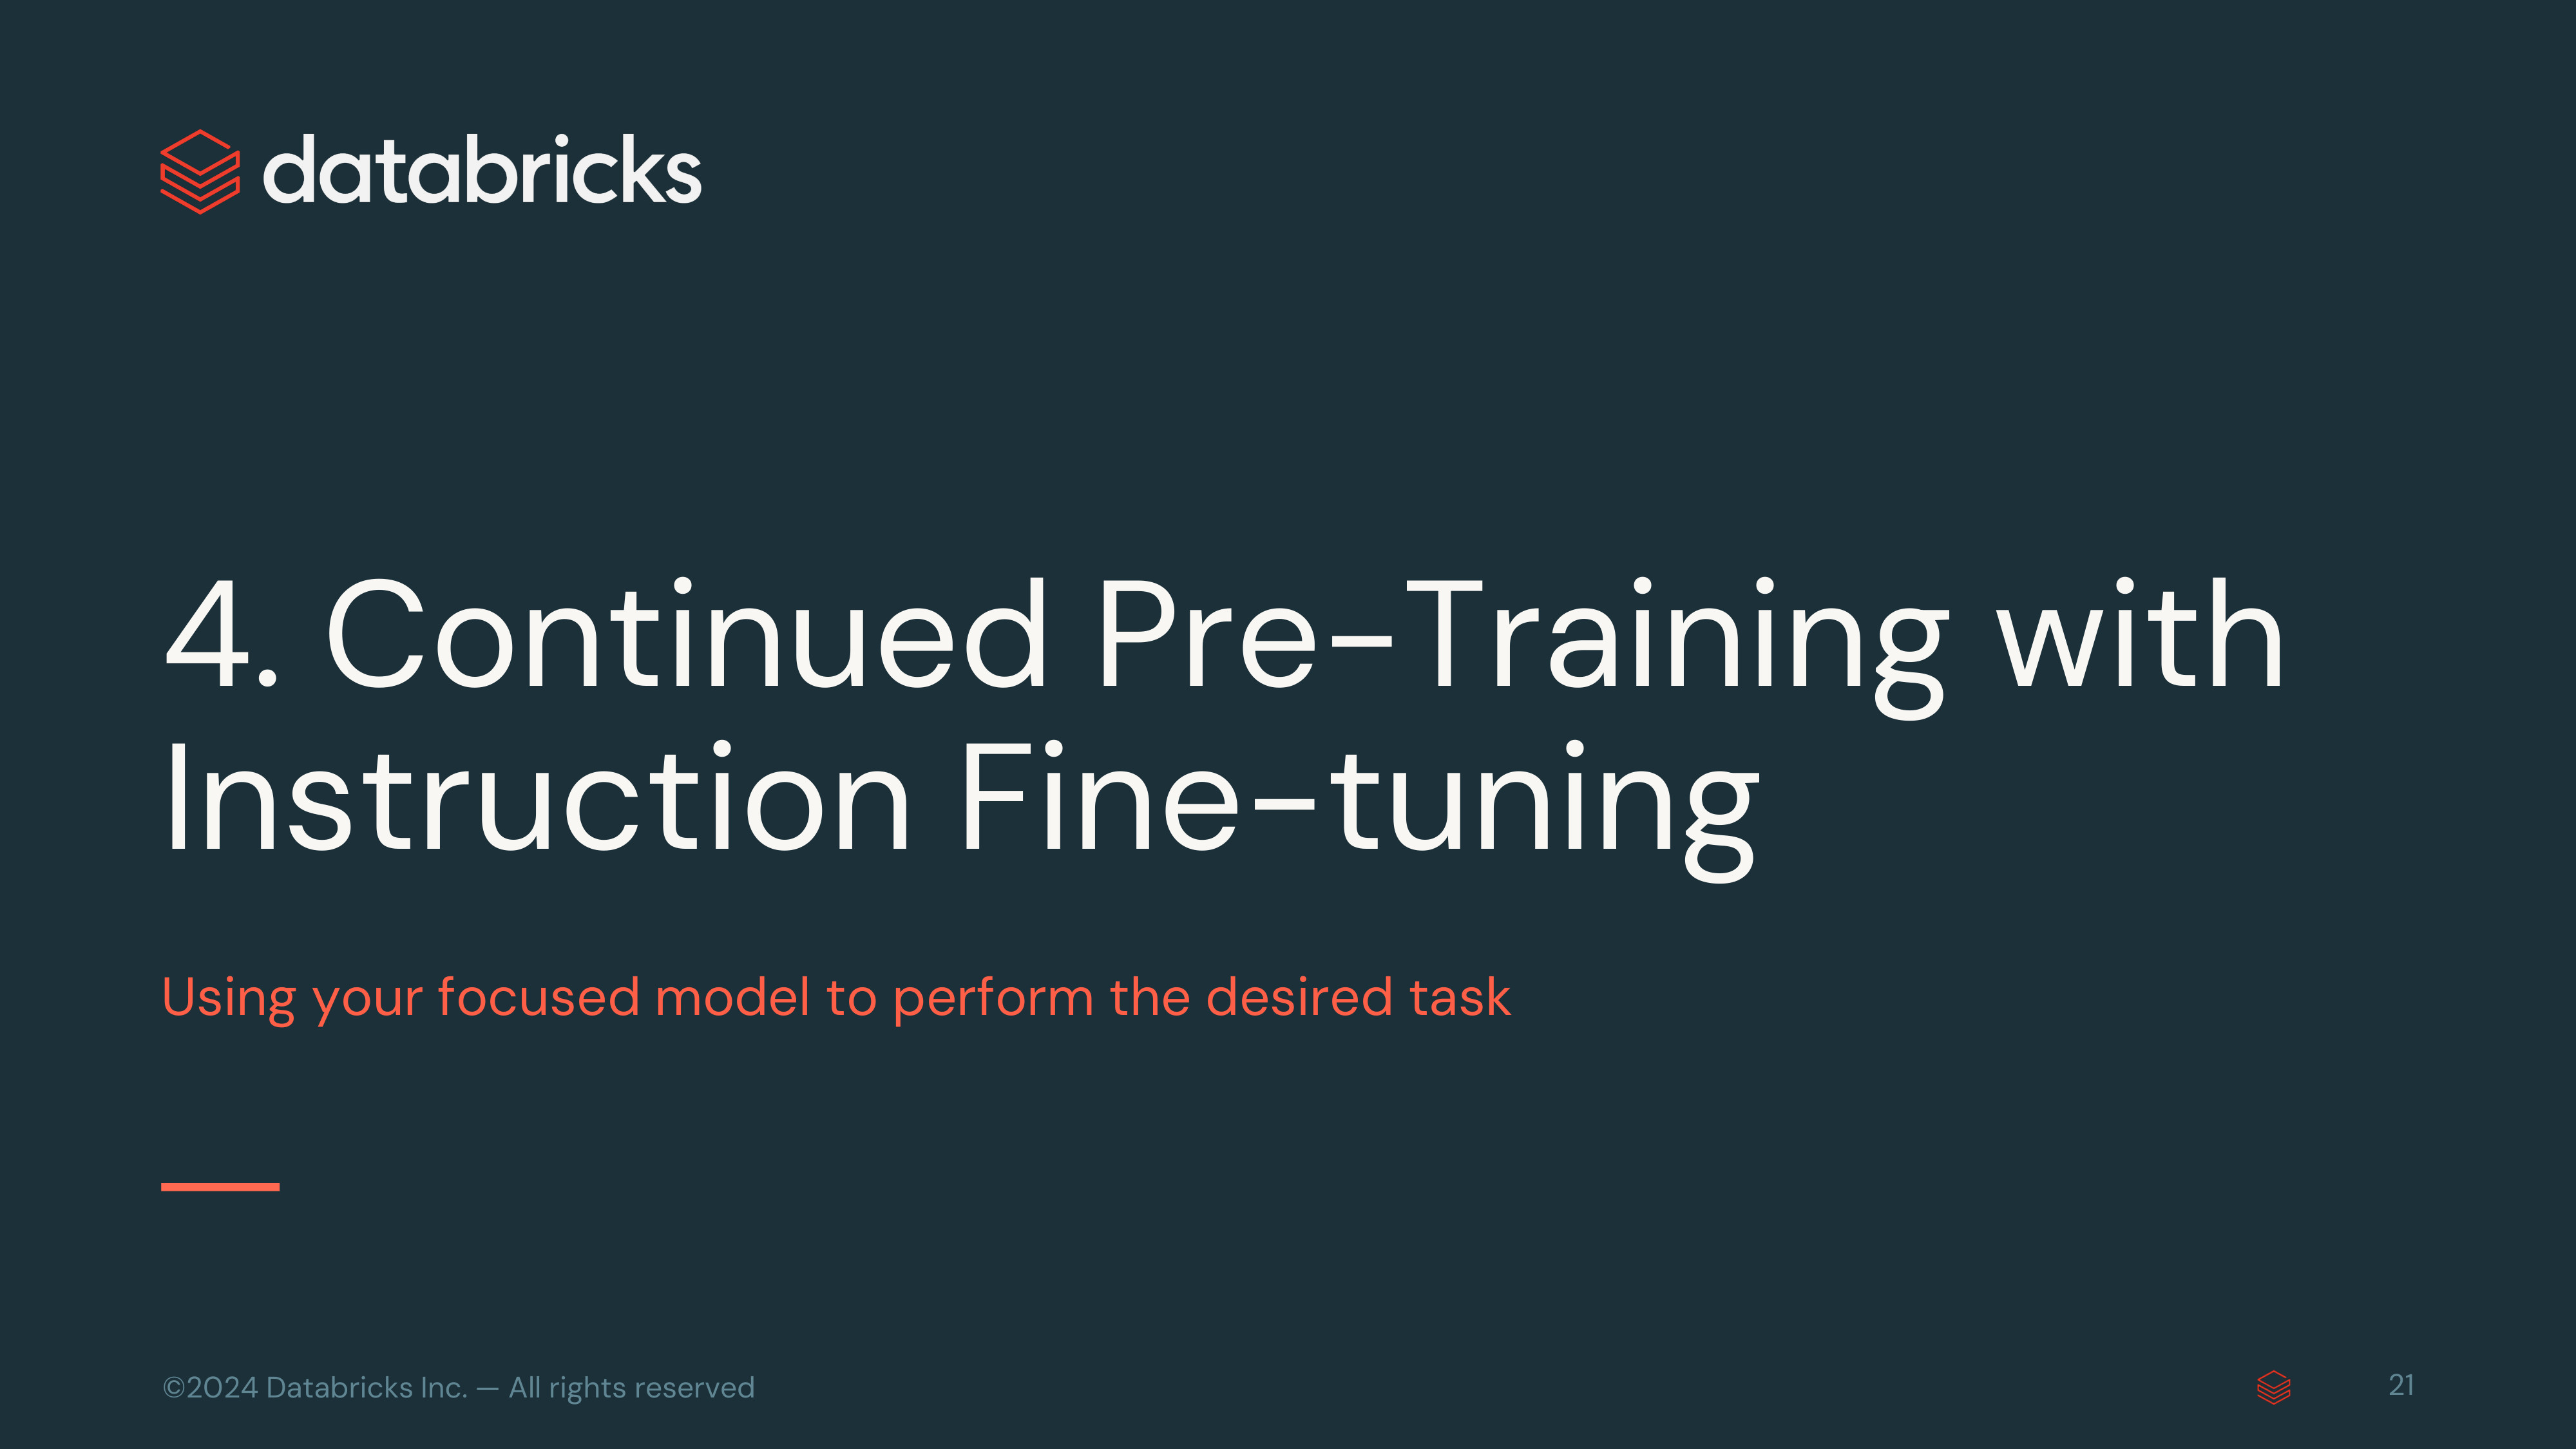 databricks
4. Continued Pre-Training with
Instruction Fine-tuning
Using your focused model to perform the desired task
©2024 Databricks Inc. — All rights reserved
21